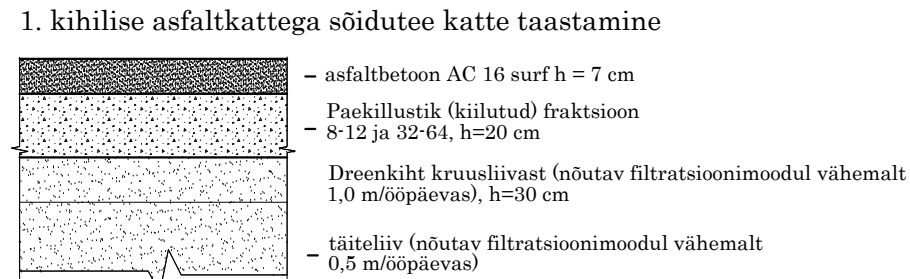 1. kihilise asfaltkattega sõidutee katte taastamine
– asfaltbetoon AC 16 surf h = 7 cm
Paekillustik (kiilutud) fraktsioon
– 8-12 ja 32-64, h=20 cm
Dreenkiht kruusliivast (nõutav filtratsioonimoodul vähemalt
1,0 m/ööpäevas), h=30 cm
täiteliiv (nõutav filtratsioonimoodul vähemalt
– 0,5 m/ööpäevas)